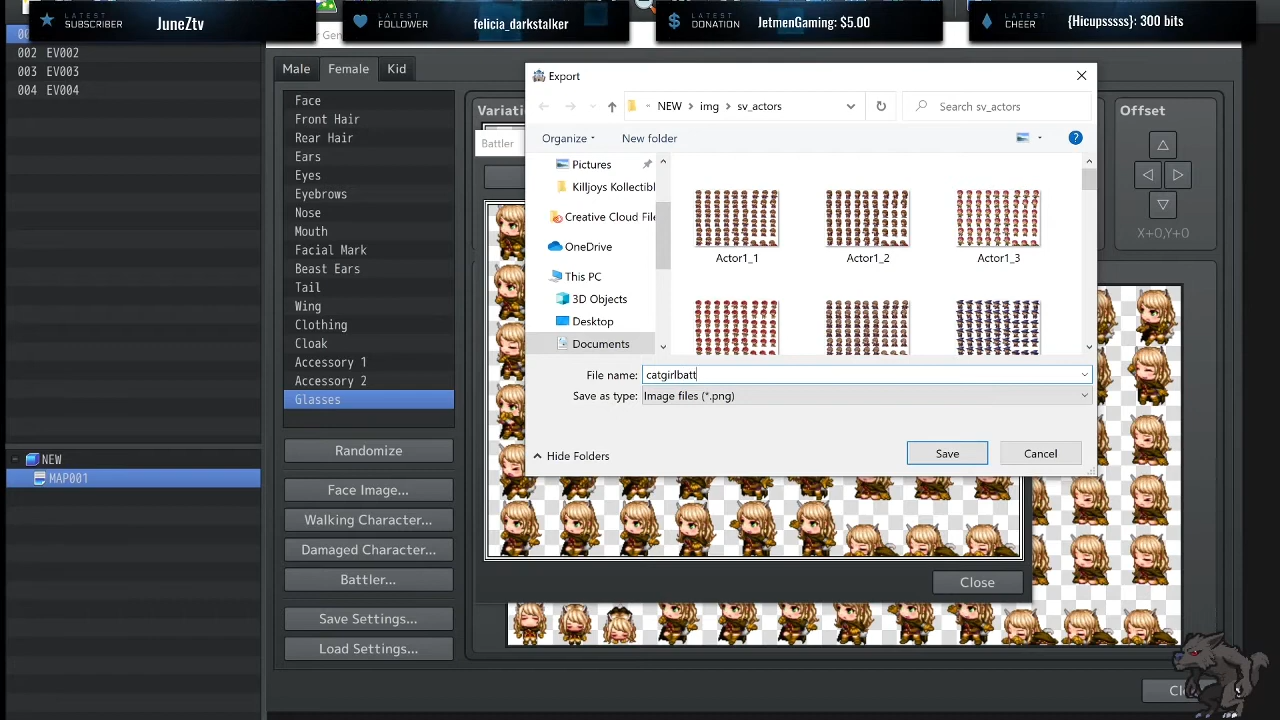 LATEST
SUBSCRIBER
JuneZtv
LATEST
FOLLOWER
felicia_darkstalker
LATEST
DONATION
JetmenGaming: $5.00
LATEST
CHEER
{Hicupsssss}: 300 bits
002 EV002
003 EV003
004 EV004
NEW
MAP001
Male
Female
Kid
Face
Front Hair
Rear Hair
Ears
Eyes
Eyebrows
Nose
Mouth
Facial Mark
Beast Ears
Tail
Wing
Clothing
Cloak
Accessory 1
Accessory 2
Glasses
Randomize
Face Image...
Walking Character...
Damaged Character...
Battler...
Save Settings...
Load Settings...
Battler
Export
« NEW > img > sv_actors
Search sv_actors
Organize
New folder
Pictures
Killjoys Kollectibl
Creative Cloud File
OneDrive
This PC
3D Objects
Desktop
Documents
Actor1_1
Actor1_2
Actor1_3
File name: catgirlbatt
Save as type: Image files (*.png)
Hide Folders
Save
Cancel
Close
Offset
X+0,Y+0